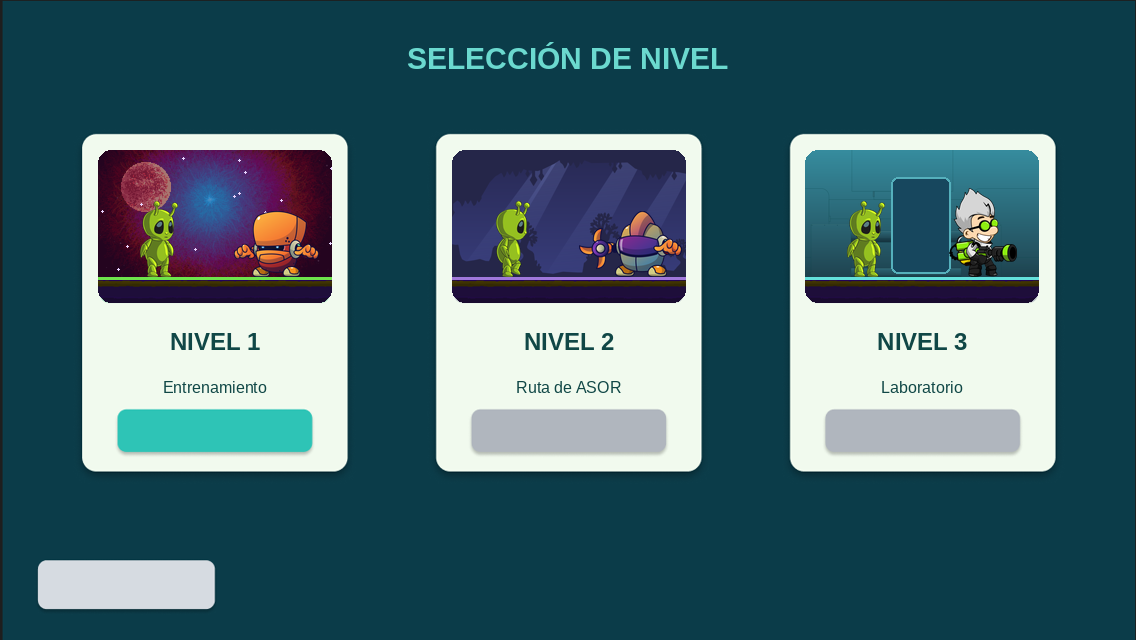 SELECCIÓN DE NIVEL
NIVEL 1
Entrenamiento
NIVEL 2
Ruta de ASOR
NIVEL 3
Laboratorio